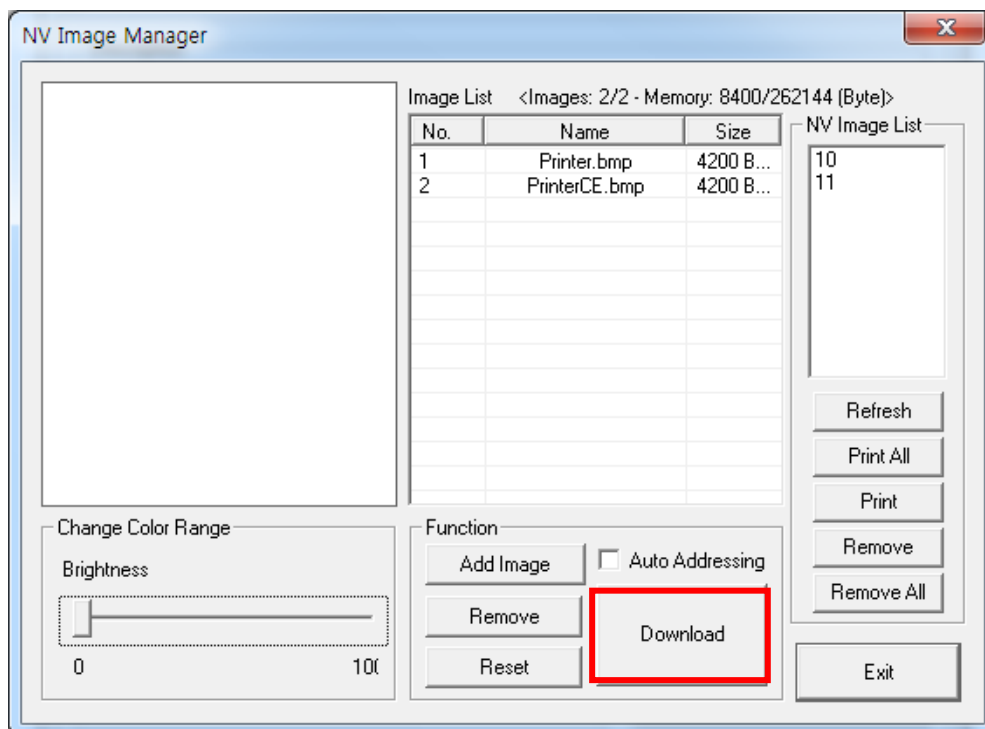 NV Image Manager
Image List <Images: 2/2 - Memory: 8400/262144 (Byte)>
No. Name Size
1 Printer.bmp 4200 B...
2 PrinterCE.bmp 4200 B...
NV Image List
10
11
Refresh
Print All
Print
Remove
Remove All
Change Color Range
Brightness
0 100
Function
Add Image
Auto Addressing
Remove
Download
Reset
Exit